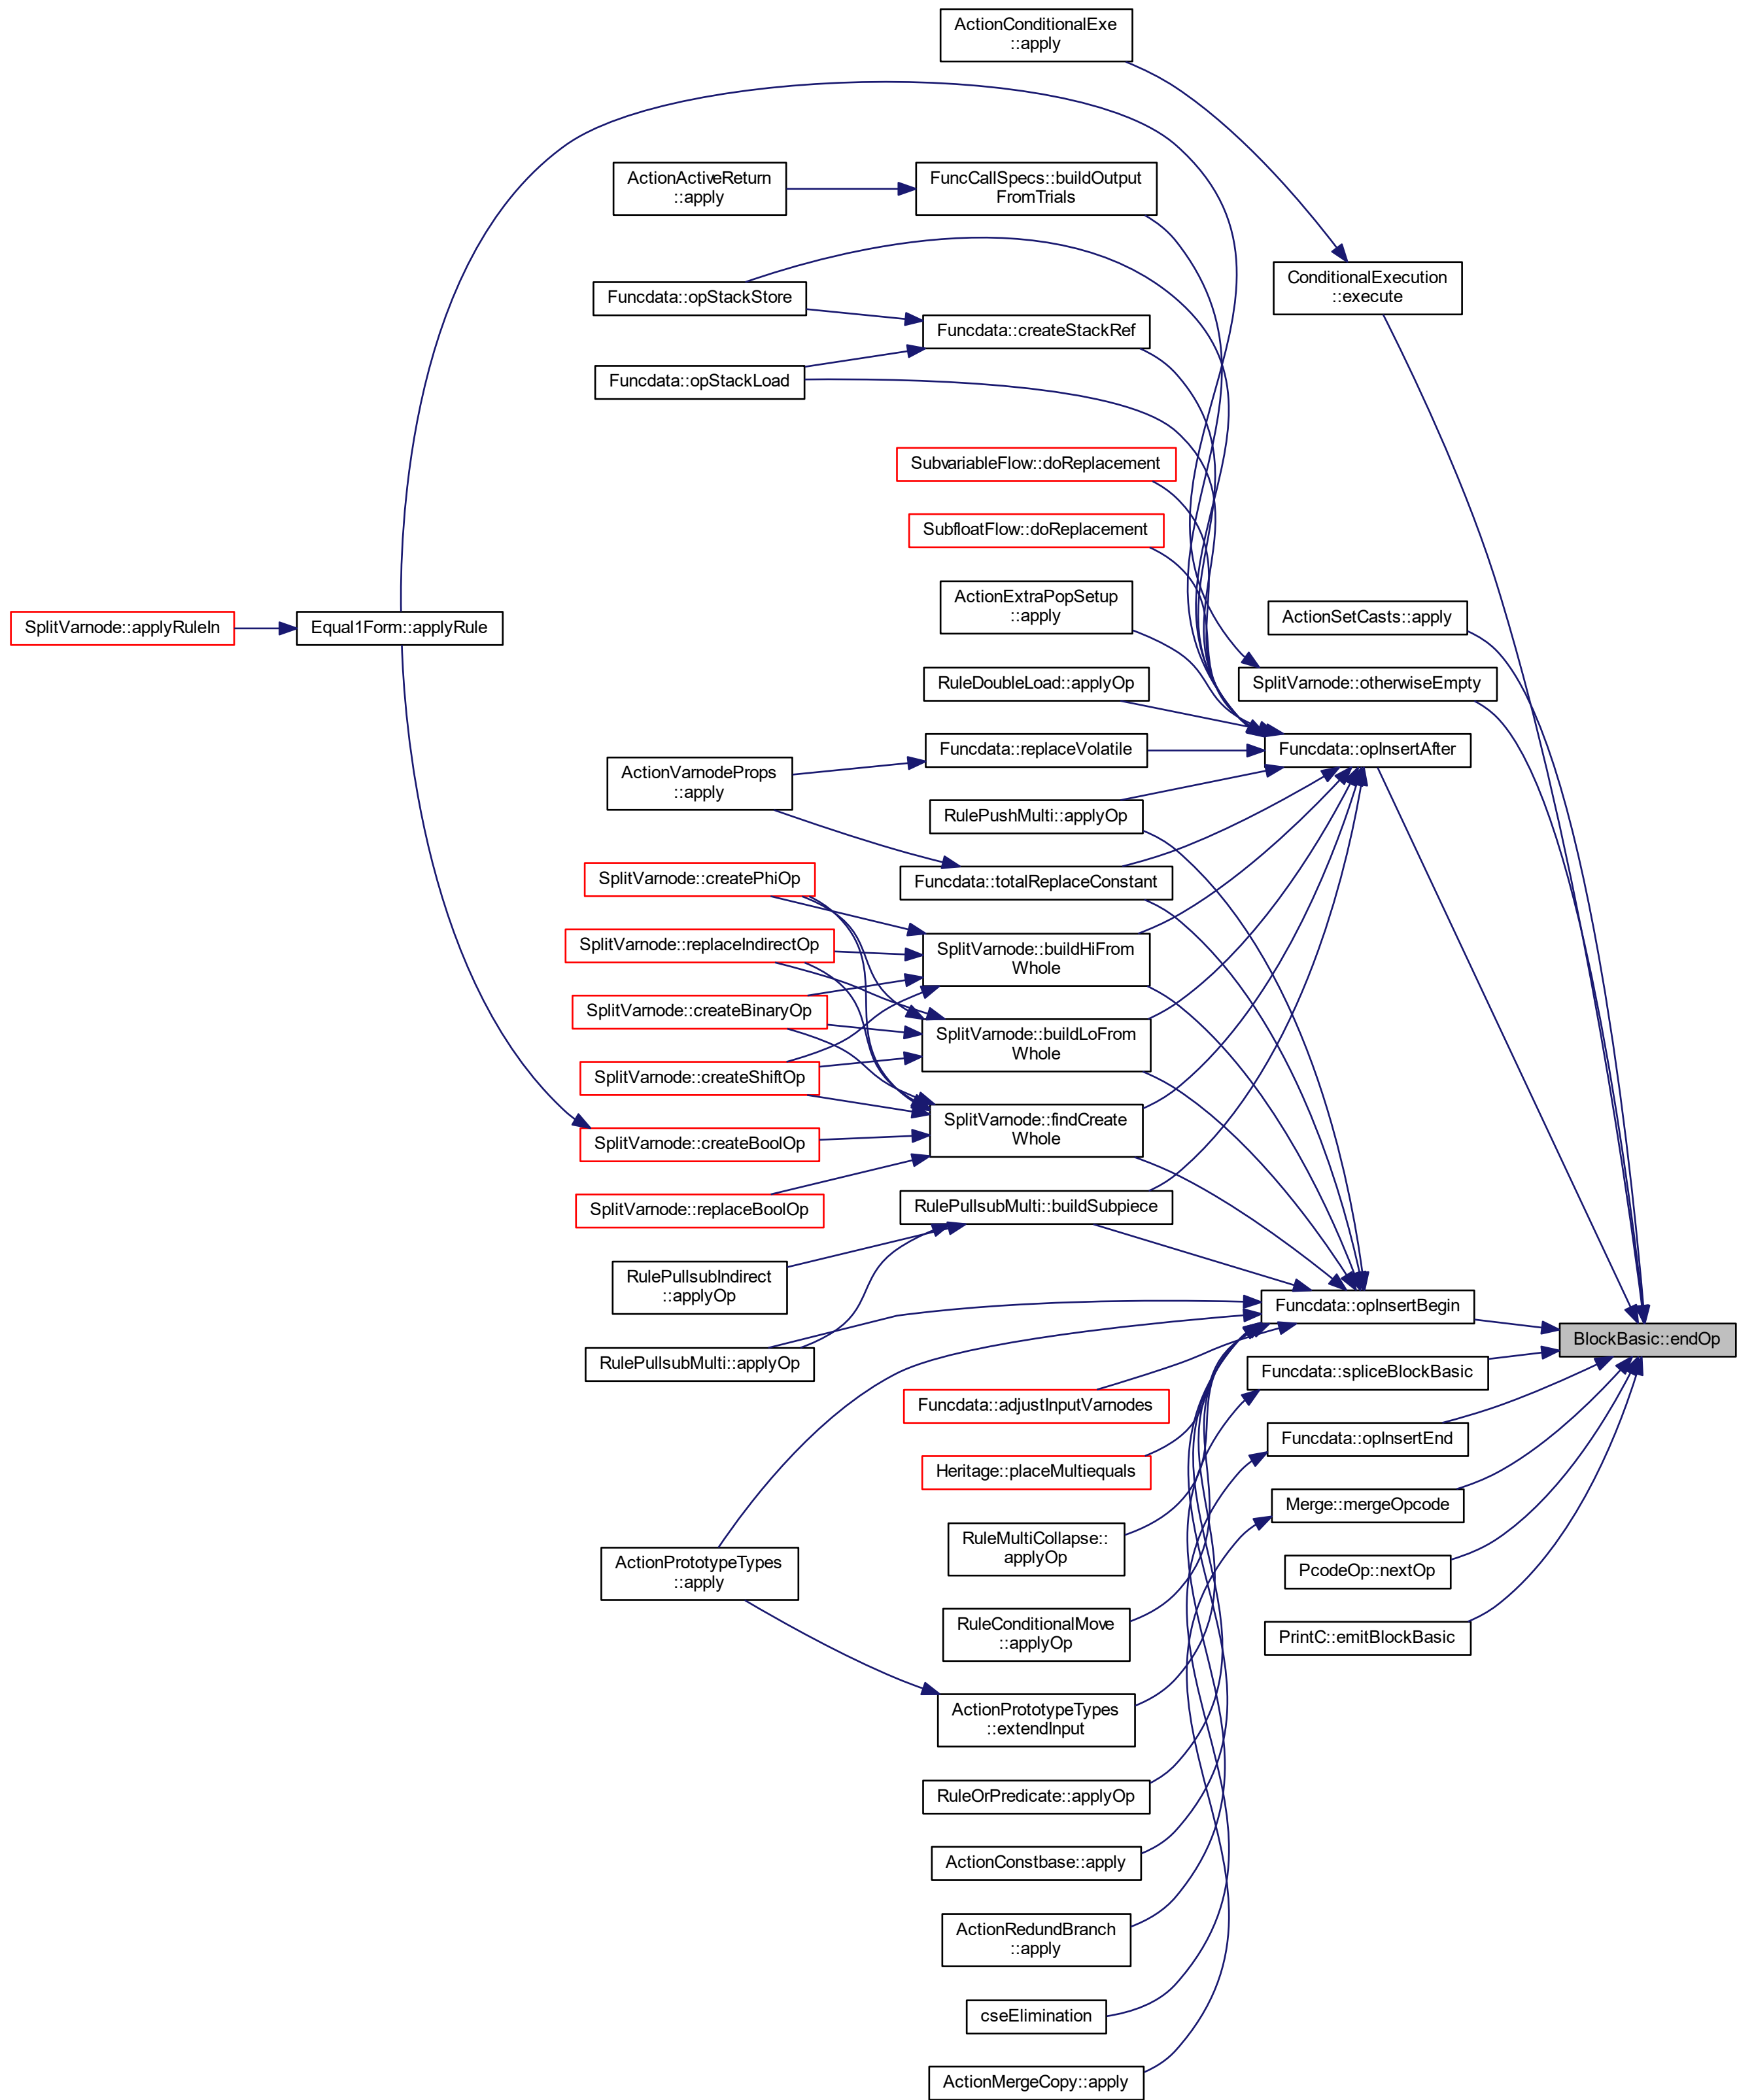 ActionConditionalExe
::apply
ActionActiveReturn
::apply
FuncCallSpecs::buildOutput
FromTrials
ConditionalExecution
::execute
Funcdata::opStackStore
Funcdata::createStackRef
Funcdata::opStackLoad
SubvariableFlow::doReplacement
SubfloatFlow::doReplacement
ActionExtraPopSetup
::apply
ActionSetCasts::apply
SplitVarnode::applyRuleIn
Equal1Form::applyRule
RuleDoubleLoad::applyOp
SplitVarnode::otherwiseEmpty
Funcdata::replaceVolatile
Funcdata::opInsertAfter
ActionVarnodeProps
::apply
RulePushMulti::applyOp
Funcdata::totalReplaceConstant
SplitVarnode::createPhiOp
SplitVarnode::replaceIndirectOp
SplitVarnode::buildHiFrom
Whole
SplitVarnode::createBinaryOp
SplitVarnode::buildLoFrom
Whole
SplitVarnode::createShiftOp
SplitVarnode::findCreate
Whole
SplitVarnode::createBoolOp
SplitVarnode::replaceBoolOp
RulePullsubMulti::buildSubpiece
RulePullsubIndirect
::applyOp
Funcdata::opInsertBegin
BlockBasic::endOp
RulePullsubMulti::applyOp
Funcdata::spliceBlockBasic
Funcdata::adjustInputVarnodes
Funcdata::opInsertEnd
Heritage::placeMultiequals
Merge::mergeOpcode
RuleMultiCollapse::
applyOp
PcodeOp::nextOp
ActionPrototypeTypes
::apply
RuleConditionalMove
::applyOp
PrintC::emitBlockBasic
ActionPrototypeTypes
::extendInput
RuleOrPredicate::applyOp
ActionConstbase::apply
ActionRedundBranch
::apply
cseElimination
ActionMergeCopy::apply